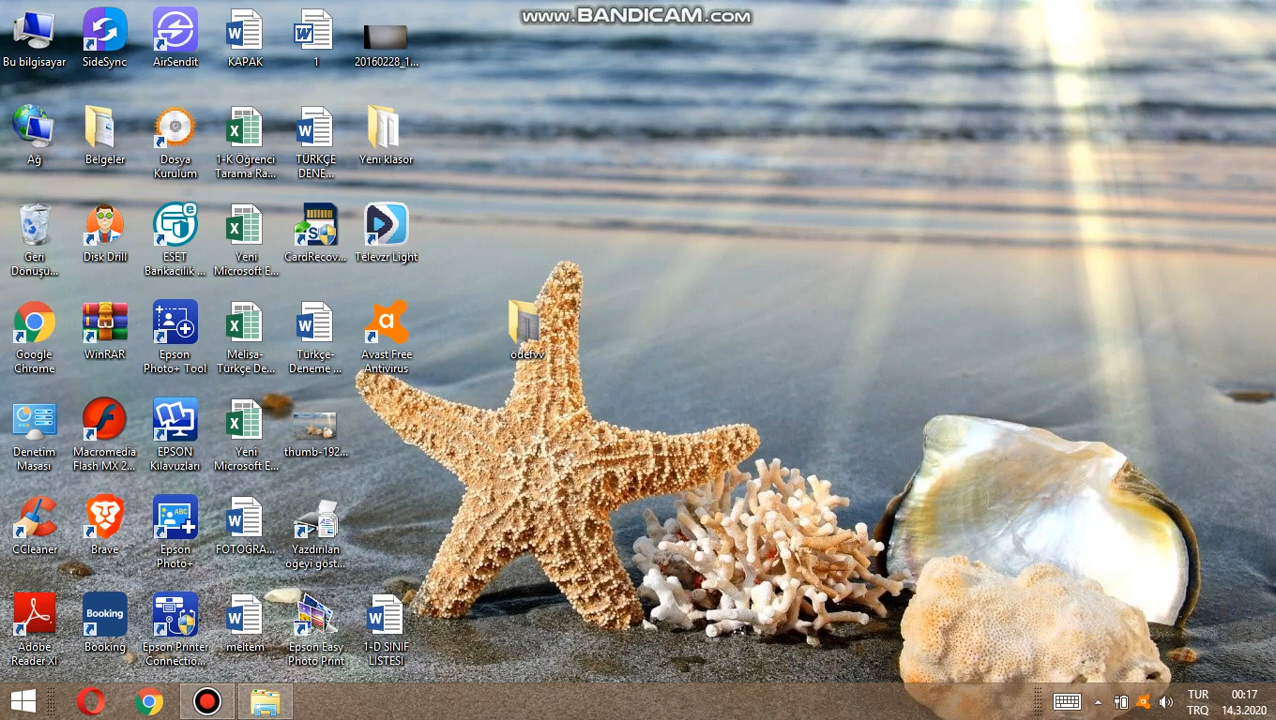 www.BANDICAM.com
Bu bilgisayar
SideSync
AirSendit
KAPAK
1
20160228_1...
Ağ
Belgeler
Dosya
Kurulum
1-K Öğrenci
Tarama Ra...
TÜRKÇE
DENE...
Yeni klasör
Geri
Dönüşü...
Disk Drill
ESET
Bankacılık ...
Yeni
Microsoft E...
CardRecov...
Televzr Light
Google
Chrome
WinRAR
Epson
Photo+ Tool
Melisa-
Türkçe De...
Türkçe-
Deneme ...
Avast Free
Antivirus
odefvv
Denetim
Masası
Macromedia
Flash MX 2...
EPSON
Kılavuzları
Yeni
Microsoft E...
thumb-192...
CCleaner
Brave
ABC
Epson
Photo+
FOTOĞRA...
Yazdırılan
öğeyi göst...
Adobe
Reader XI
Booking
Booking
Epson Printer
Connectio...
meltem
Epson Easy
Photo Print
1-D SINIF
LİSTESİ
TUR
TRQ
00:17
14.3.2020